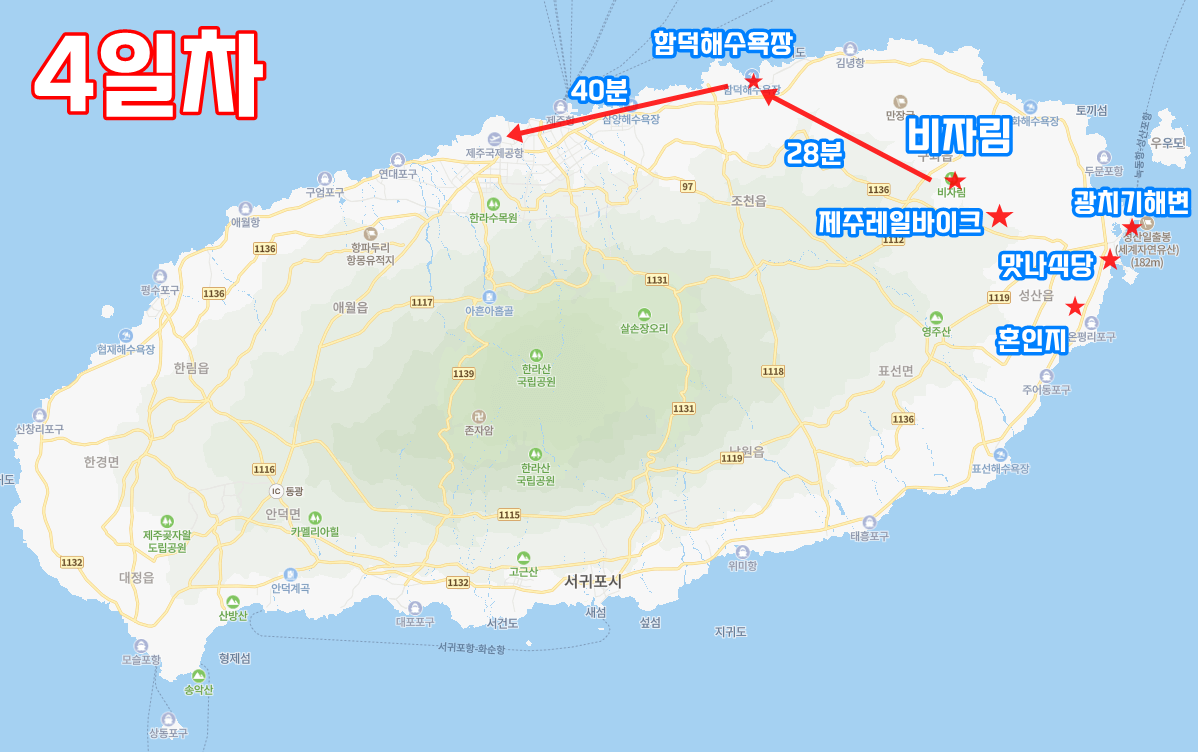 4일차
함덕해수욕장
40분
28분
비자림
제주레일바이크
광치기해변
맛나식당
혼인지
김녕항
함덕해수욕장
만장굴
토끼섬
우유된
두문포항
녹동항-성산포항
제주항
삼양해수욕장
제주국제공항
연대포구
구엄포구
애월항
한라수목원
97
1136
조천읍
비자림
1112
성산일출봉
(세계자연유산)
(182m)
항파두리
항몽유적지
1136
1136
평수포구
1117
애월읍
아흔아홉골
1131
살손장오리
1119
성산읍
영주산
온평리포구
협재해수욕장
한림읍
한라산
국립공원
1139
1118
표선면
주어동포구
신창리포구
존자암
1131
1136
한경면
한라산
국립공원
1119
남원읍
표선해수욕장
1116
IC 동광
안덕면
1115
제주곶자왈
도립공원
카멜리아힐
태흥포구
위미항
1132
대정읍
안덕계곡
1132
고근산
서귀포시
산방산
대포포구
서건도
새섬
섶섬
지귀도
서귀포항-화순항
모슬포항
형제섬
송악산
상동포구